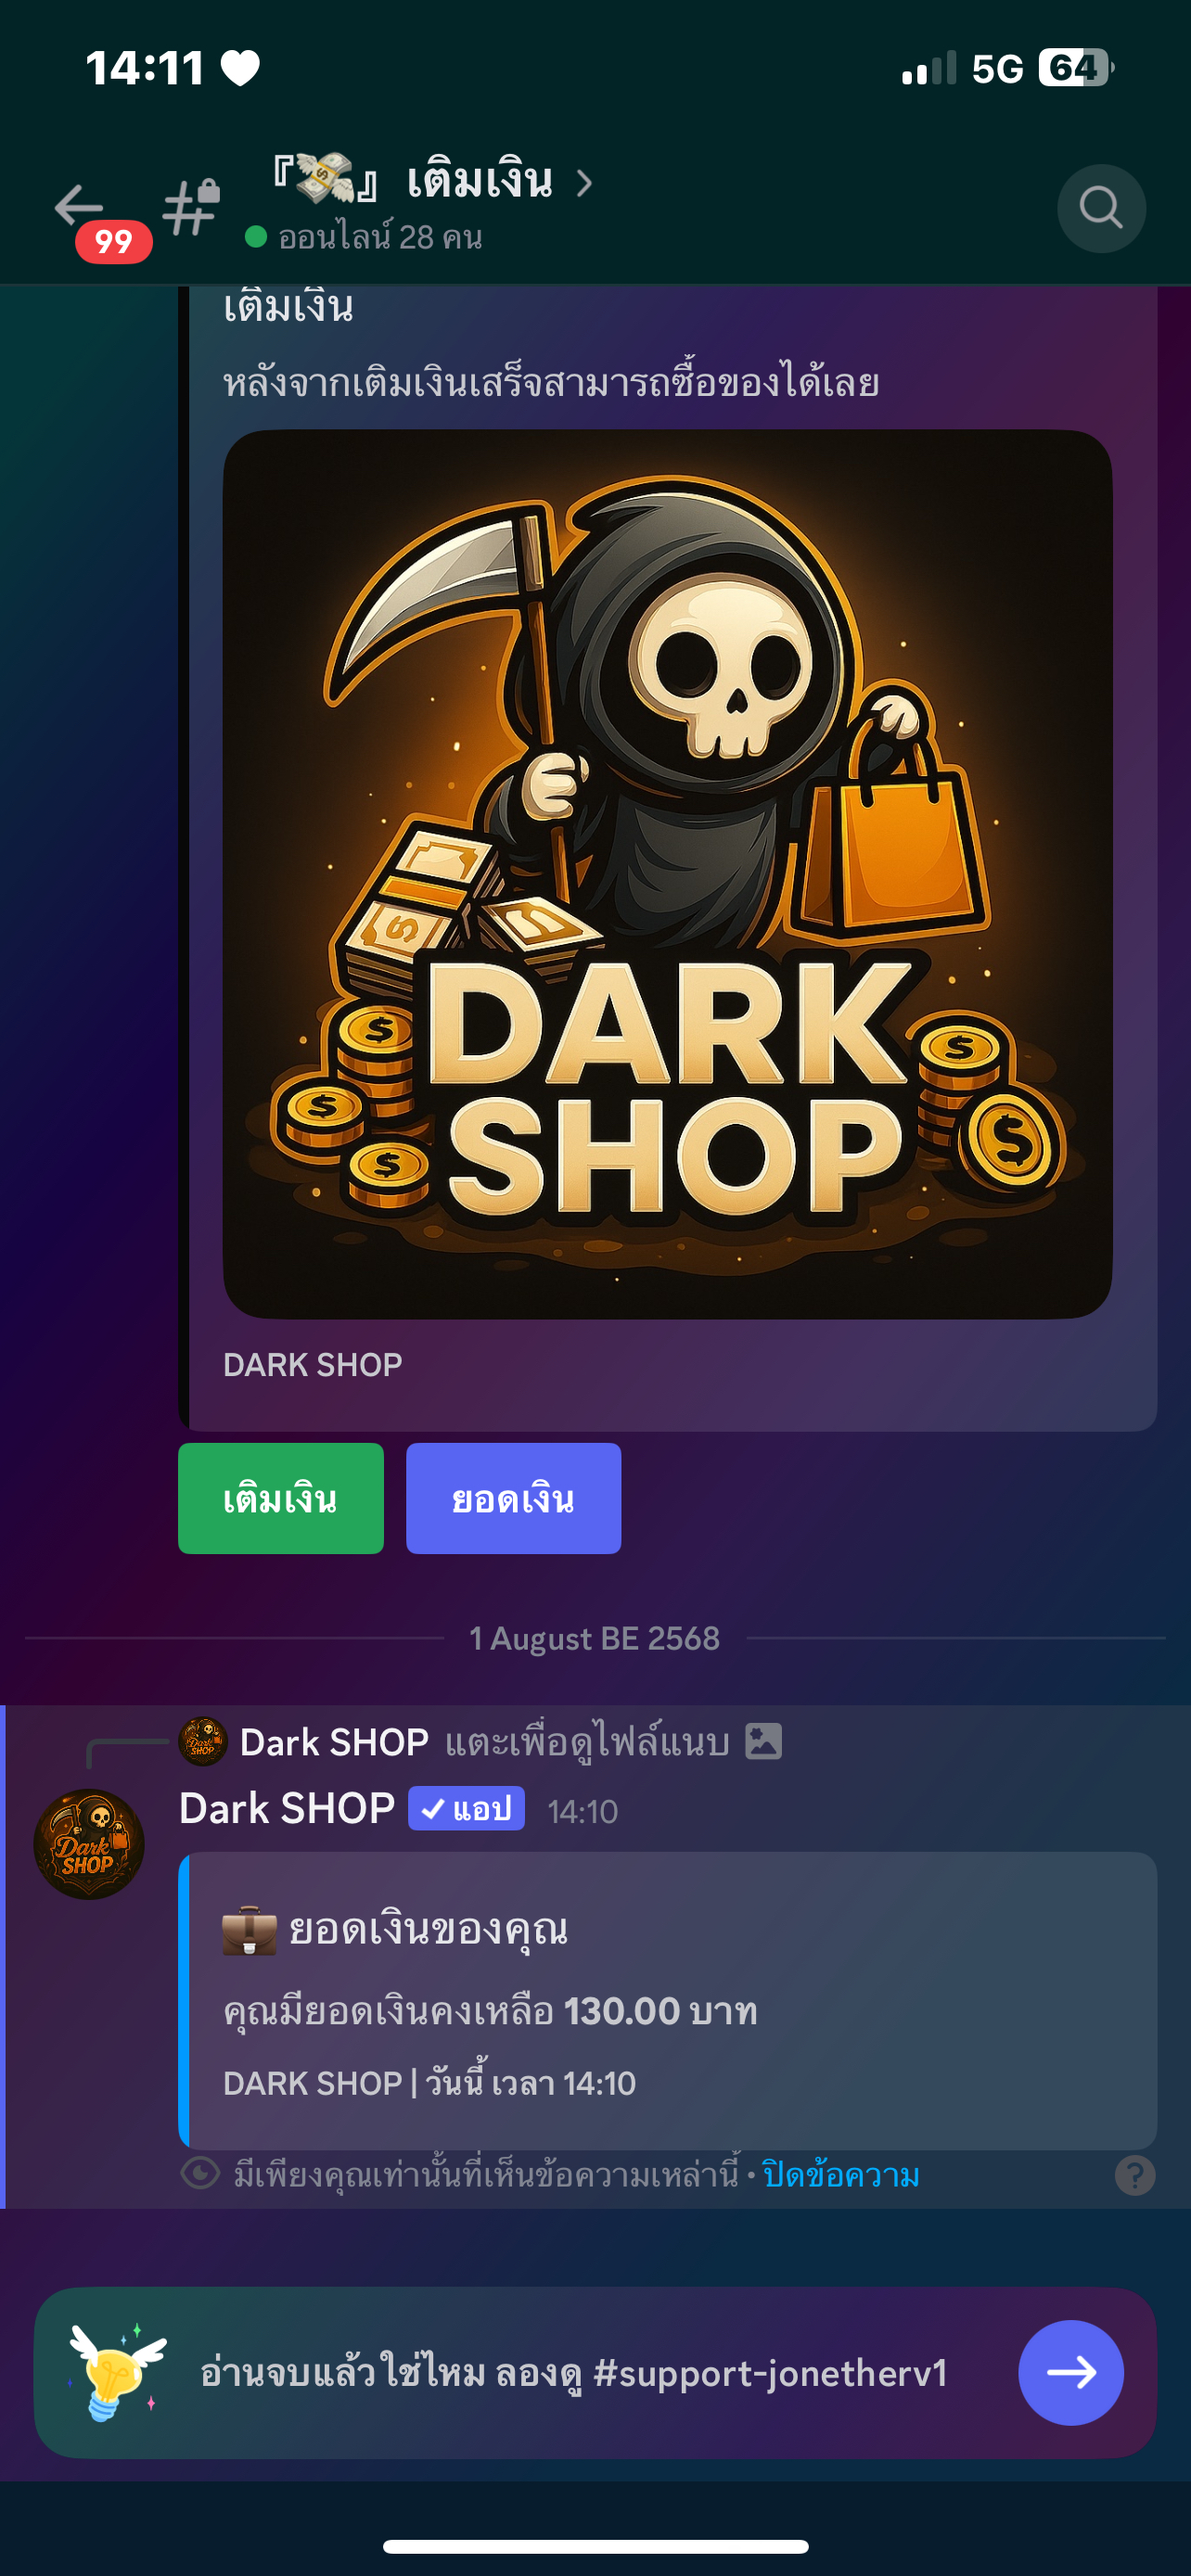 14:11
5G 64
『💸』 เติมเงิน
99
ออนไลน์ 28 คน
เติมเงิน
หลังจากเติมเงินเสร็จสามารถซื้อของได้เลย
DARK
SHOP
DARK SHOP
เติมเงิน
ยอดเงิน
1 August BE 2568
Dark SHOP แตะเพื่อดูไฟล์แนบ
Dark SHOP ✓ แอป 14:10
Dark
SHOP
💼 ยอดเงินของคุณ
คุณมียอดเงินคงเหลือ 130.00 บาท
DARK SHOP | วันนี้ เวลา 14:10
มีเพียงคุณเท่านั้นที่เห็นข้อความเหล่านี้ • ปิดข้อความ
อ่านจบแล้วใช่ไหม ลองดู #support-jonetherv1